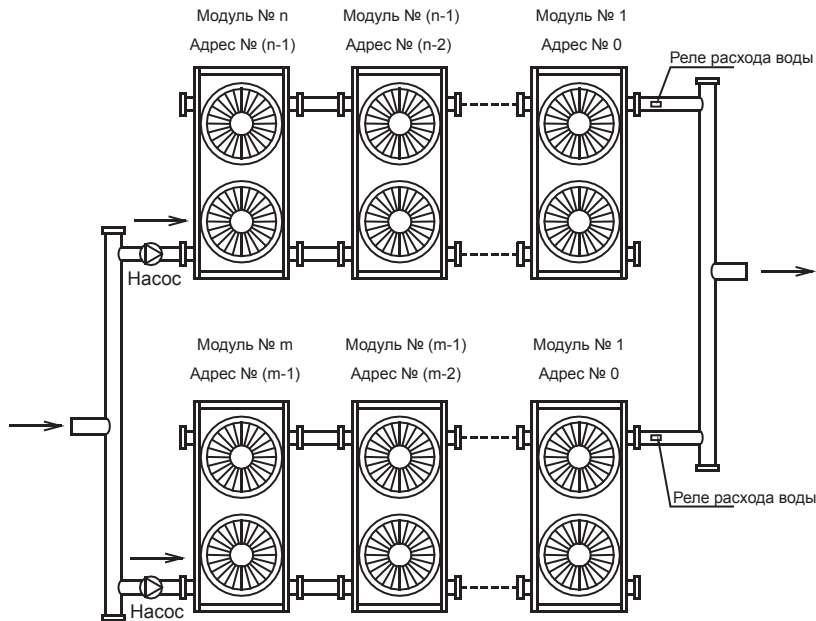 Модуль № n
Модуль № (n-1)
Модуль № 1
Адрес № (n-1)
Адрес № (n-2)
Адрес № 0
Реле расхода воды
Насос
Модуль № m
Модуль № (m-1)
Модуль № 1
Адрес № (m-1)
Адрес № (m-2)
Адрес № 0
Реле расхода воды
Насос